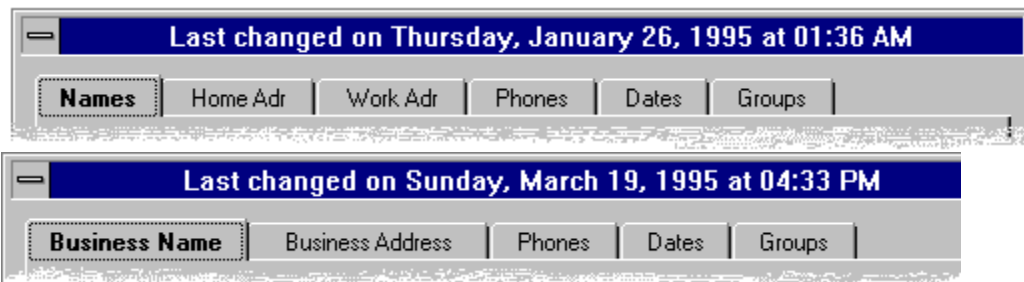 Last changed on Thursday, January 26, 1995 at 01:36 AM
Names Home Adr Work Adr Phones Dates Groups
Last changed on Sunday, March 19, 1995 at 04:33 PM
Business Name Business Address Phones Dates Groups